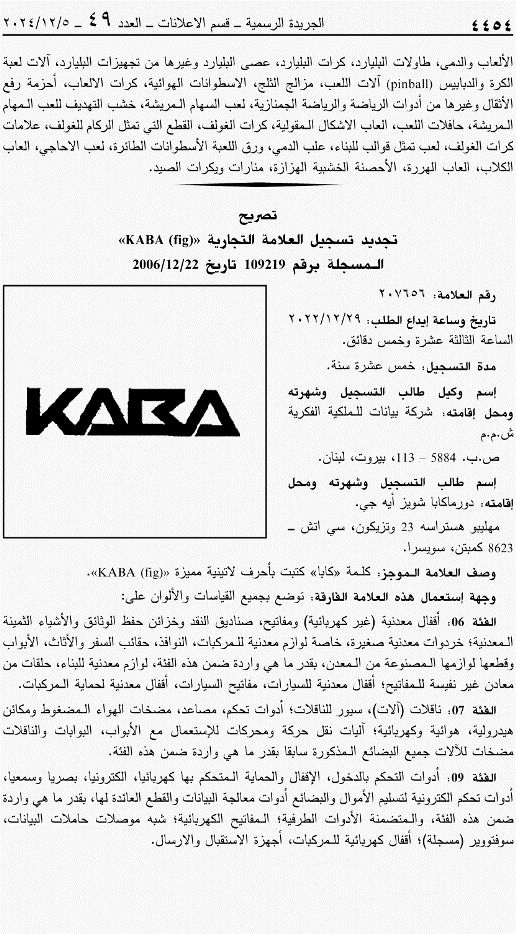 ٤٤٥٤
الجريدة الرسمية ــ قسم الاعلانات ــ العدد ٤٩ ــ ٢٠٢٤/١٢/٥
الألعاب والدمى، طاولات البليارد، كرات البليارد، عصي البليارد وغيرها من تجهيزات البليارد، آلات لعبة
الكرة والدبابيس (pinball) آلات اللعب، مزالج الثلج، الاسطوانات الهوائية، كرات الالعاب، أحزمة رفع
الأثقال وغيرها من أدوات الرياضة والرياضة الجمنازية، لعب السهام المريشة، خشب التهديف للعب المهام
المريشة، حافلات اللعب، العاب الاشكال المقولية، كرات الغولف، القطع التي تمثل الركام للغولف، علامات
كرات الغولف، لعب تمثل قوالب للبناء، علب الدمى، ورق اللعبة الأسطوانات الطائرة، لعب الاحاجي، العاب
الكلاب، العاب الهررة، الأحصنة الخشبية الهزازة، منارات وبكرات الصيد.
تصريح
تجديد تسجيل العلامة التجارية «KABA (fig)»
المسجلة برقم 109219 تاريخ 2006/12/22
رقم العلامة: ٢٠٧٦٥٦
تاريخ وساعة إيداع الطلب: ٢٠٢٢/١٢/٢٩
الساعة الثالثة عشرة وخمس دقائق.
مدة التسجيل: خمس عشرة سنة.
إسم وكيل طالب التسجيل وشهرته
ومحل إقامته: شركة بيانات للملكية الفكرية
ش.م.م
ص.ب. 5884 – 113، بيروت، لبنان.
إسم طالب التسجيل وشهرته ومحل
إقامته: دورماكابا شويز أيه جي.
مهليبو هستراسه 23 وتزيكون، سي اتش ــ
8623 كمبتن، سويسرا.
KABA
وصف العلامة الموجز: كلمة «كابا» كتبت بأحرف لاتينية مميزة «KABA (fig)».
وجهة إستعمال هذه العلامة الفارقة: توضع بجميع القياسات والألوان على:
الفئة 06: أقفال معدنية (غير كهربائية) ومفاتيح، صناديق النقد وخزائن حفظ الوثائق والأشياء الثمينة
المعدنية؛ خردوات معدنية صغيرة، خاصة لوازم معدنية للمركبات، النوافذ، حقائب السفر والأثاث، الأبواب
وقطعها لوازمها المصنوعة من المعدن، بقدر ما هي واردة ضمن هذه الفئة، لوازم معدنية للبناء، حلقات من
معادن غير نفيسة للمفاتيح؛ أقفال معدنية للسيارات، مفاتيح السيارات، أقفال معدنية لحماية المركبات.
الفئة 07: ناقلات (آلات)، سيور للناقلات؛ أدوات تحكم، مصاعد، مضخات الهواء المضغوط ومكائن
هيدرولية، هوائية وكهربائية؛ آليات نقل حركة ومحركات للإستعمال مع الأبواب، البوابات والناقلات
مضخات للآلات جميع البضائع المذكورة سابقا بقدر ما هي واردة ضمن هذه الفئة.
الفئة 09: أدوات التحكم بالدخول، الإقفال والحماية المتحكم بها كهربائيا، الكترونيا، بصريا وسمعيا،
أدوات تحكم الكترونية لتسليم الأموال والبضائع أدوات معالجة البيانات والقطع العائدة لها، بقدر ما هي واردة
ضمن هذه الفئة، والمتضمنة الأدوات الطرفية؛ المفاتيح الكهربائية؛ شبه موصلات حاملات البيانات،
سوفتووير (مسجلة)؛ أقفال كهربائية للمركبات، أجهزة الاستقبال والارسال.